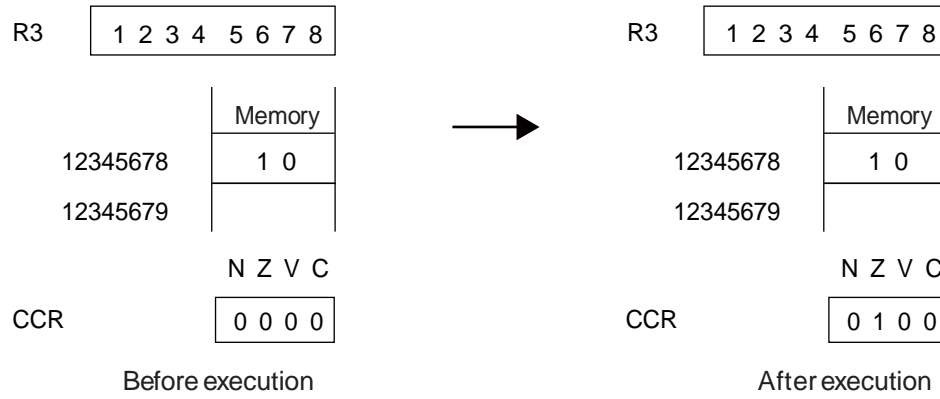 R3 1 2 3 4 5 6 7 8 R3 1 2 3 4 5 6 7 8
Memory Memory
12345678 1 0 12345678 1 0
12345679 12345679
N Z V C N Z V C
CCR 0 0 0 0 CCR 0 1 0 0
Before execution After execution